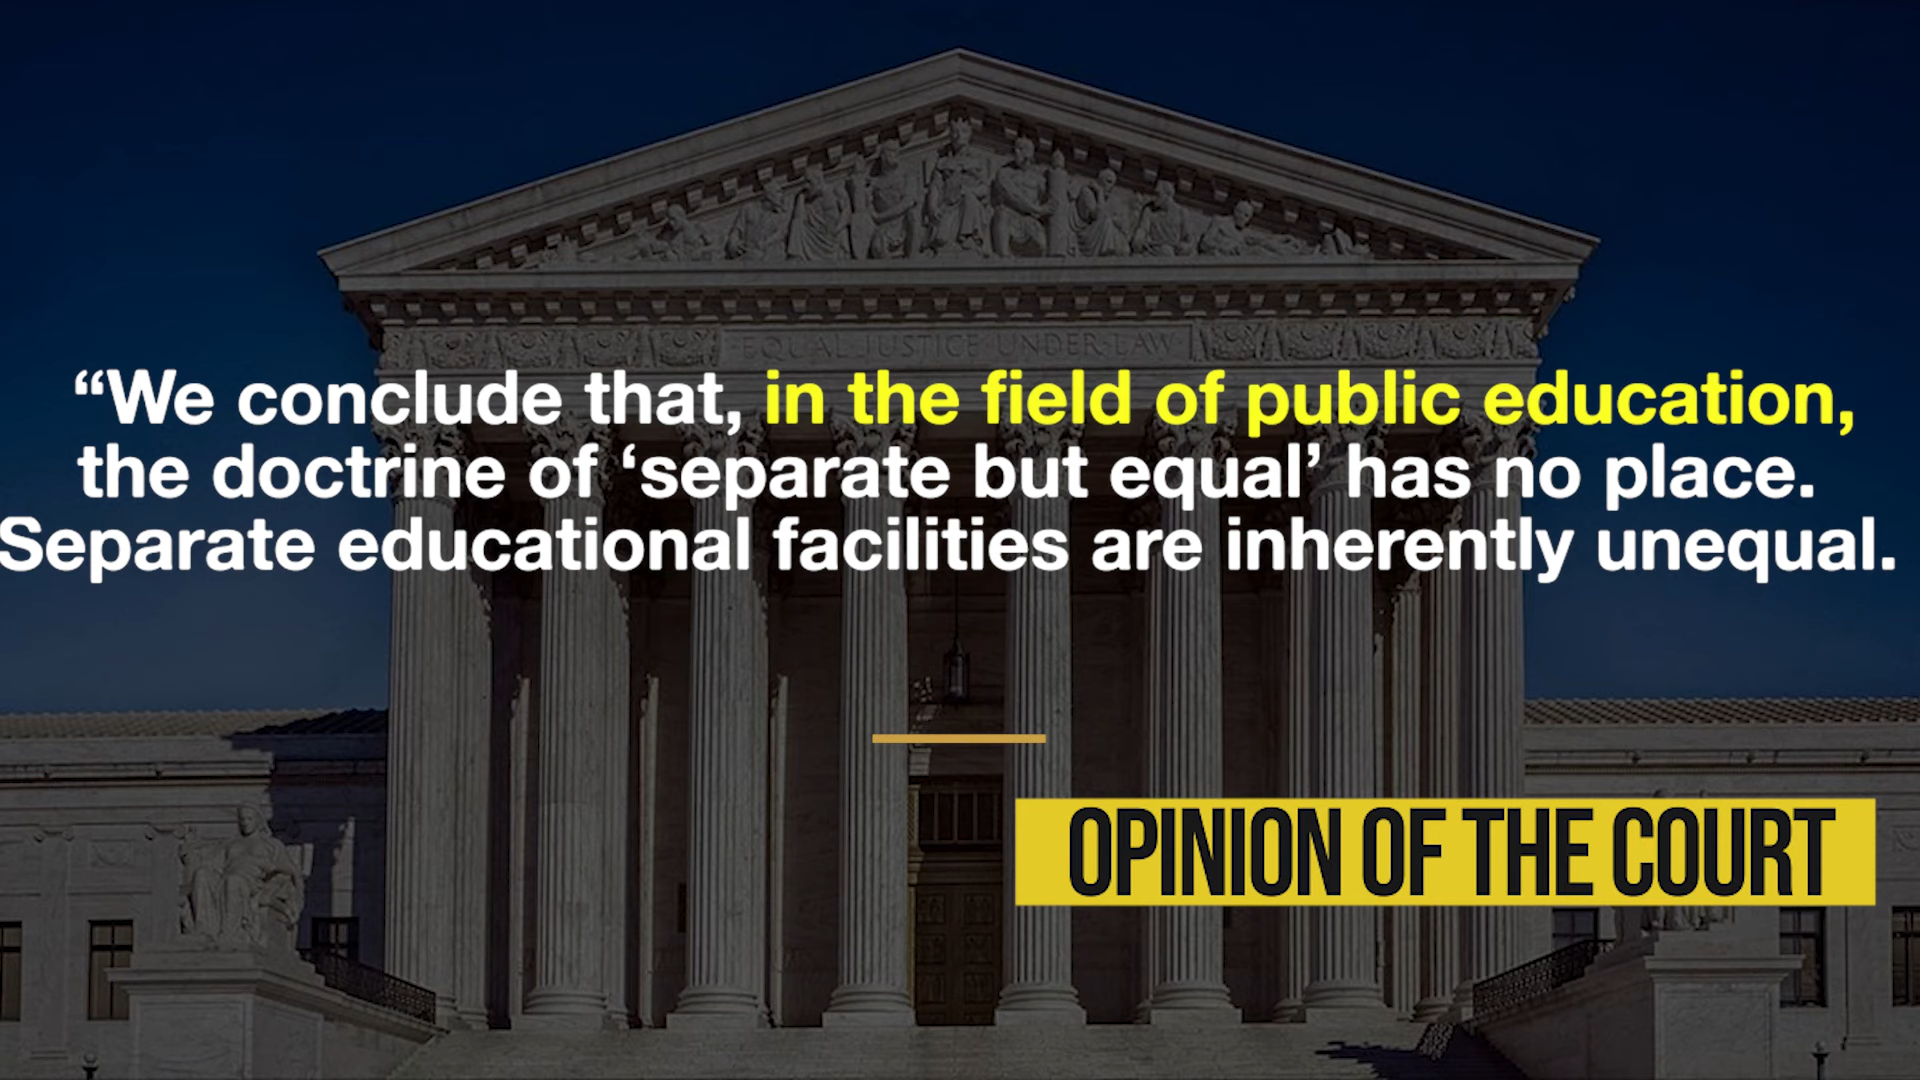 EQUAL JUSTICE UNDER LAW
“We conclude that, in the field of public education,
the doctrine of ‘separate but equal’ has no place.
Separate educational facilities are inherently unequal.
OPINION OF THE COURT